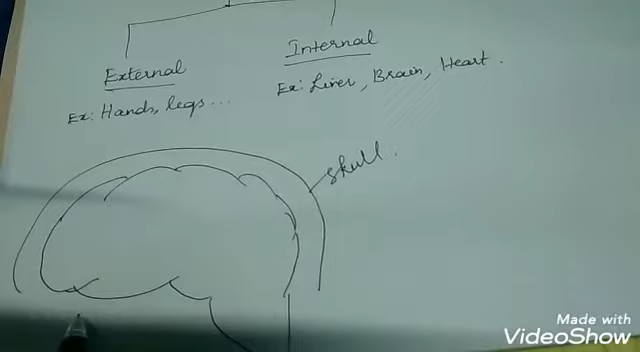 External
Internal
Ex: Hands, legs...
Ex: Liver, Brain, Heart.
Skull.
Made with
VideoShow